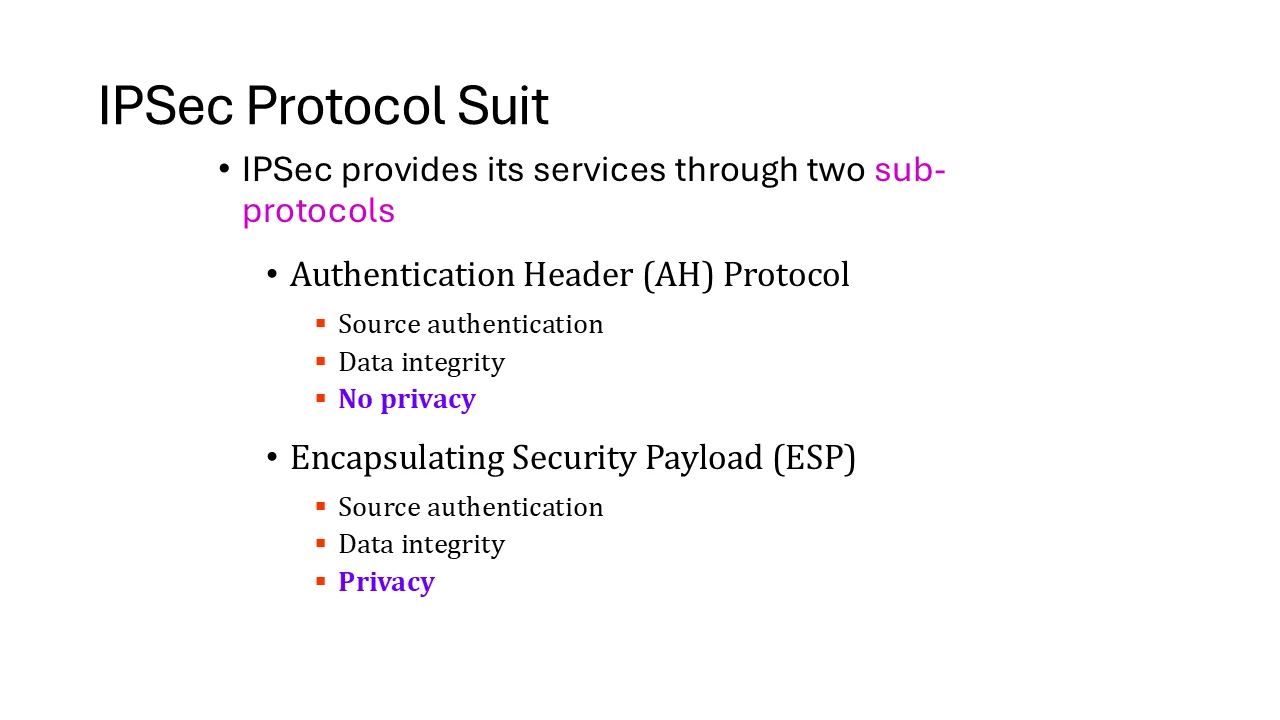 IPSec Protocol Suit
• IPSec provides its services through two sub-
protocols
• Authentication Header (AH) Protocol
▪ Source authentication
▪ Data integrity
▪ No privacy
• Encapsulating Security Payload (ESP)
▪ Source authentication
▪ Data integrity
▪ Privacy